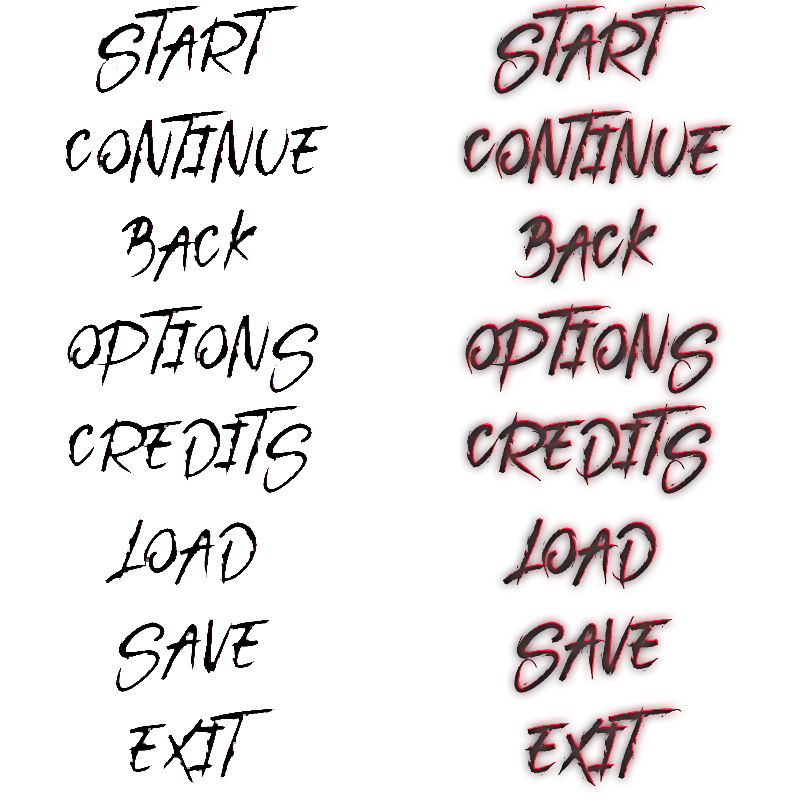 START START
CONTINUE CONTINUE
BACK BACK
OPTIONS OPTIONS
CREDITS CREDITS
LOAD LOAD
SAVE SAVE
EXIT EXIT